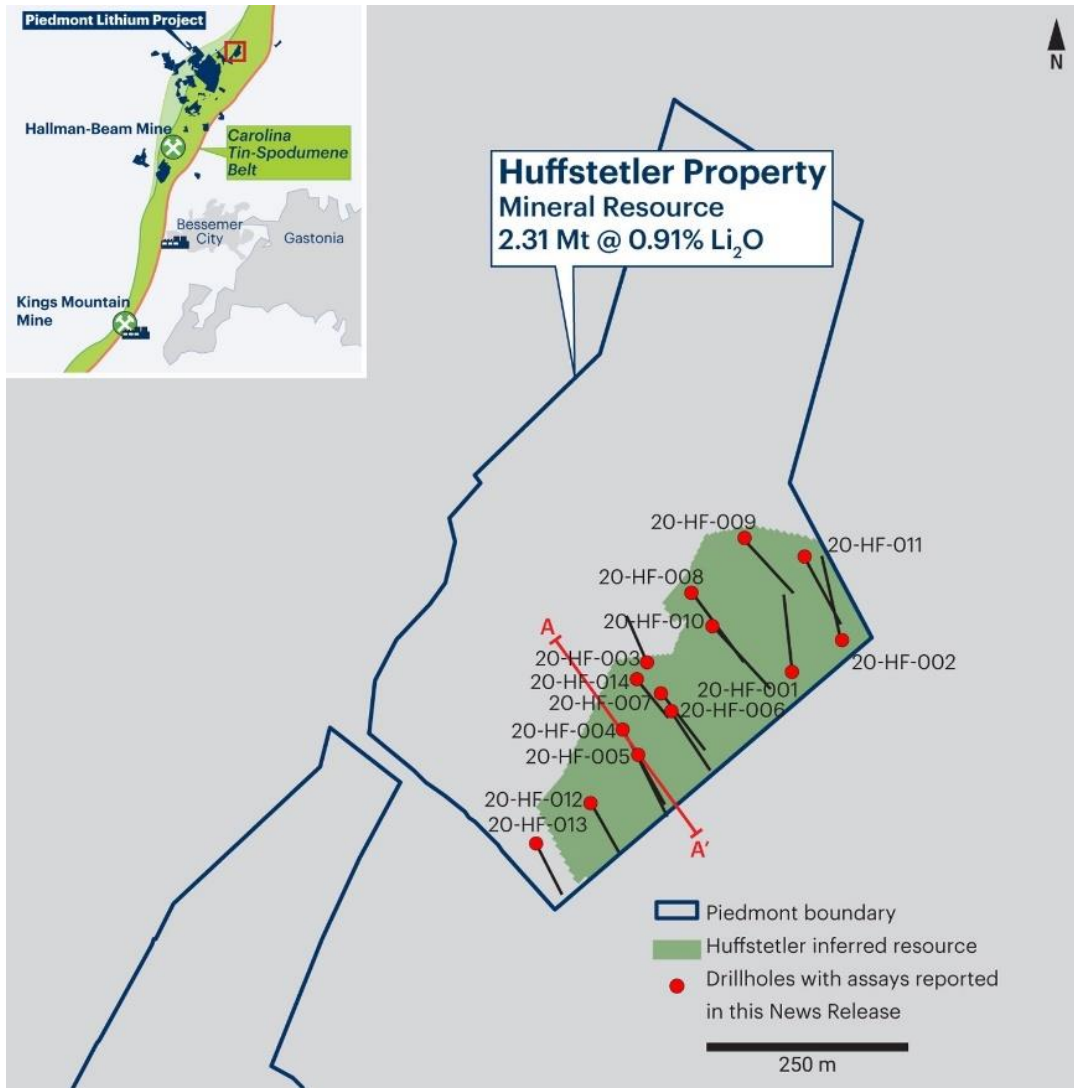 Piedmont Lithium Project
Hallman-Beam Mine
Carolina
Tin-Spodumene
Belt
Bessemer
City
Gastonia
Kings Mountain
Mine
N
Huffstetler Property
Mineral Resource
2.31 Mt @ 0.91% Li₂O
20-HF-009
20-HF-011
20-HF-008
20-HF-010
A
20-HF-003
20-HF-002
20-HF-014
20-HF-001
20-HF-007
20-HF-006
20-HF-004
20-HF-005
20-HF-012
20-HF-013
A'
Piedmont boundary
Huffstetler inferred resource
Drillholes with assays reported
in this News Release
250 m